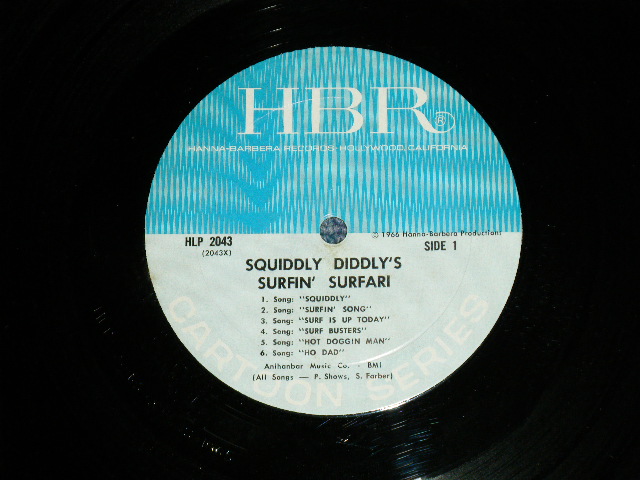 HBR®
HANNA-BARBERA RECORDS: HOLLYWOOD, CALIFORNIA
© 1966 Hanna-Barbera Productions
HLP 2043
(2043X)
SIDE 1
SQUIDDLY DIDDLY'S
SURFIN' SURFARI
1. Song: "SQUIDDLY"
2. Song: "SURFIN' SONG"
3. Song: "SURF IS UP TODAY"
4. Song: "SURF BUSTERS"
5. Song: "HOT DOGGIN MAN"
6. Song: "HO DAD"
Anihanbar Music Co. - BMI
(All Songs — P. Shows, S. Farber)
CARTOON SERIES